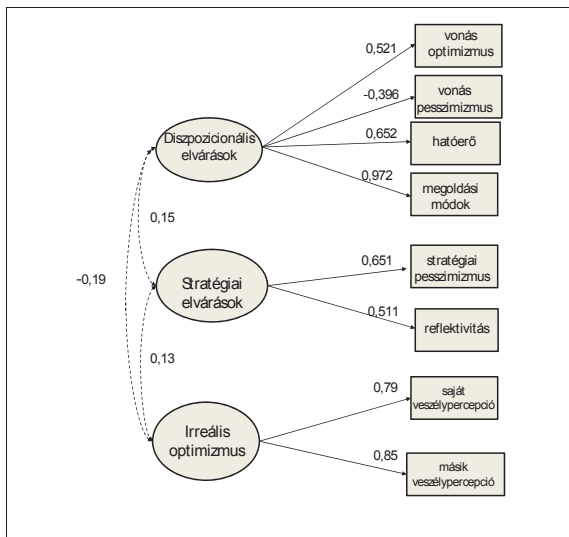 0,521
vonás
optimizmus
-0,396
vonás
pesszimizmus
Diszpozicionális
elvárások
0,652
hatóerő
0,972
megoldási
módok
0,15
-0,19
0,651
stratégiai
pesszimizmus
Stratégiai
elvárások
0,511
reflektivitás
0,13
0,79
saját
veszélypercepció
Irreális
optimizmus
0,85
másik
veszélypercepció